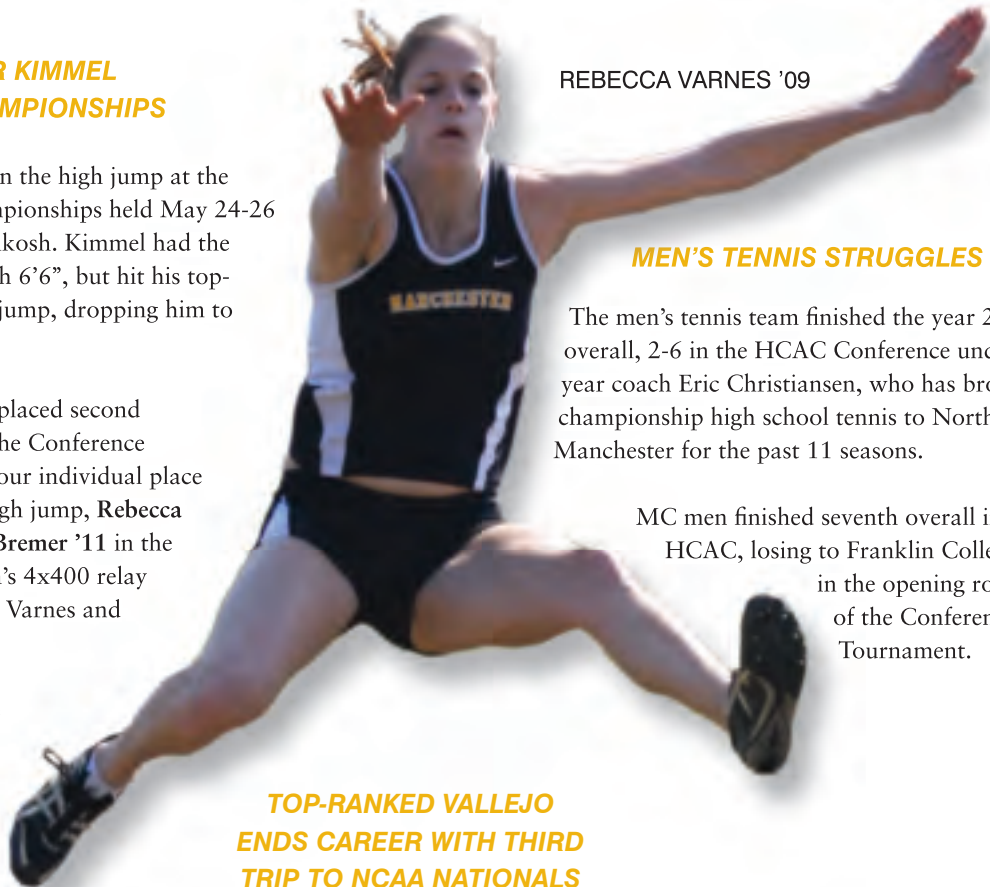 R KIMMEL
MPIONSHIPS
n the high jump at the
mpionships held May 24-26
kosh. Kimmel had the
h 6’6”, but hit his top-
jump, dropping him to
placed second
he Conference
our individual place
gh jump, Rebecca
Bremer ’11 in the
’s 4x400 relay
Varnes and
REBECCA VARNES ’09
MANCHESTER
MEN’S TENNIS STRUGGLES
The men’s tennis team finished the year 2
overall, 2-6 in the HCAC Conference und
year coach Eric Christiansen, who has bro
championship high school tennis to North
Manchester for the past 11 seasons.
MC men finished seventh overall i
HCAC, losing to Franklin Colle
in the opening ro
of the Conferen
Tournament.
TOP-RANKED VALLEJO
ENDS CAREER WITH THIRD
TRIP TO NCAA NATIONALS